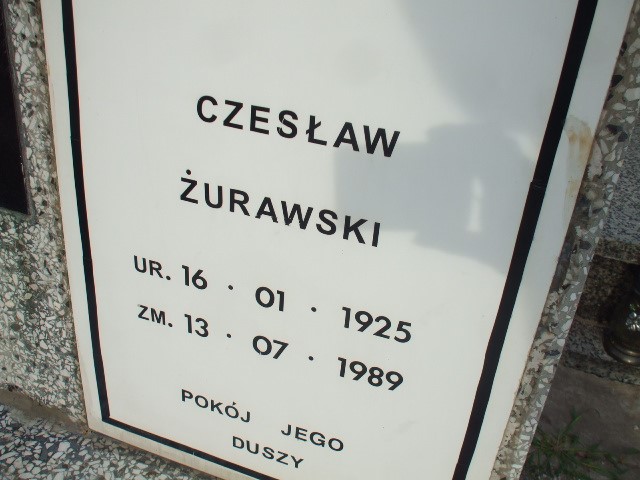 CZESŁAW
ŻURAWSKI
UR. 16 · 01 · 1925
ZM. 13 · 07 · 1989
POKÓJ JEGO
DUSZY